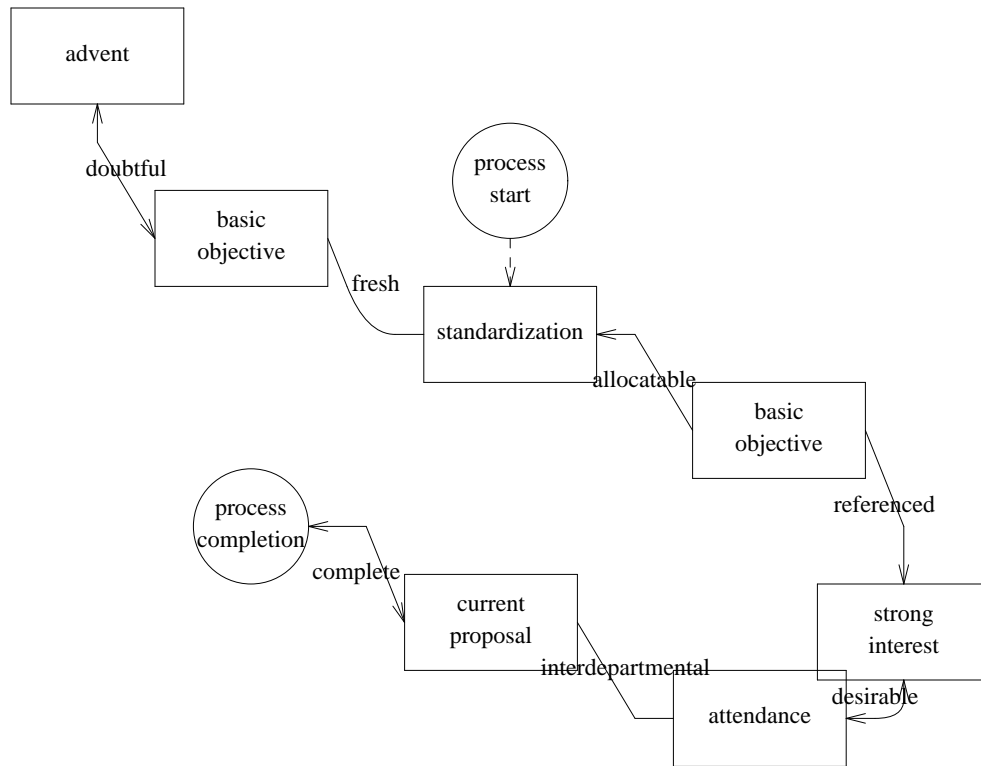 advent
doubtful
process
start
basic
objective
fresh
standardization
allocatable
basic
objective
referenced
process
completion
complete
current
proposal
strong
interest
interdepartmental
desirable
attendance